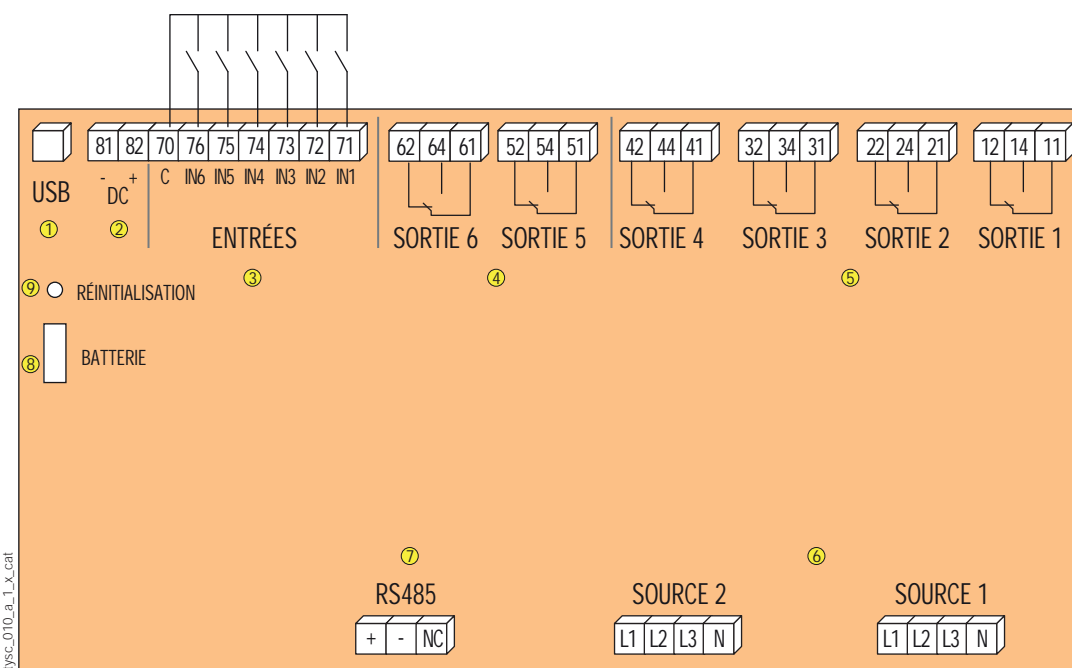 81 82 70 76 75 74 73 72 71 62 64 61 52 54 51 42 44 41 32 34 31 22 24 21 12 14 11
- + C IN6 IN5 IN4 IN3 IN2 IN1
USB DC
1 2 ENTRÉES SORTIE 6 SORTIE 5 SORTIE 4 SORTIE 3 SORTIE 2 SORTIE 1
3 4 5
9 RÉINITIALISATION
8 BATTERIE
7 6
RS485 SOURCE 2 SOURCE 1
+ - NC L1 L2 L3 N L1 L2 L3 N